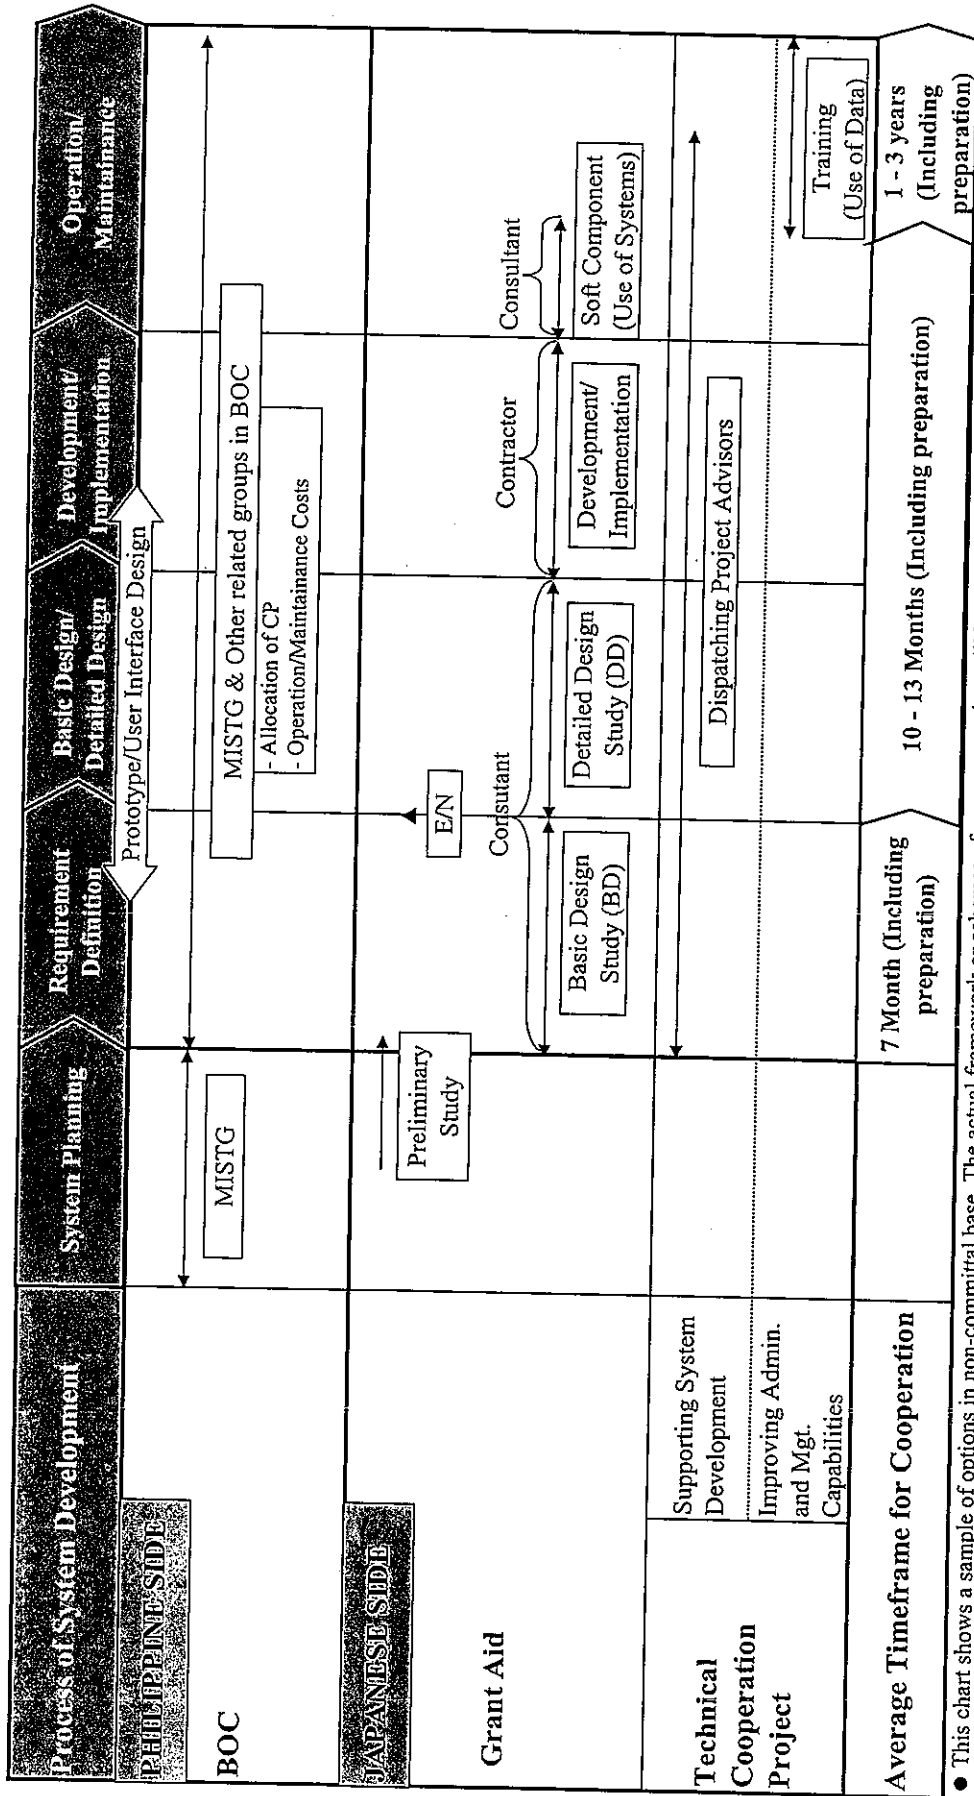 Process of System Development
System Planning
Requirement
Definition
Basic Design/
Detailed Design
Development/
Implementation
Operation/
Maintainance
Prototype/User Interface Design
PHILIPPINE SIDE
BOC
MISTG
MISTG & Other related groups in BOC
- Allocation of CP
- Operation/Maintainance Costs
JAPANESE SIDE
Grant Aid
Preliminary
Study
E/N
Consutant
Contractor
Consultant
Basic Design
Study (BD)
Detailed Design
Study (DD)
Development/
Implementation
Soft Component
(Use of Systems)
Technical
Cooperation
Project
Supporting System
Development
Dispatching Project Advisors
Improving Admin.
and Mgt.
Capabilities
Training
(Use of Data)
Average Timeframe for Cooperation
7 Month (Including
preparation)
10 - 13 Months (Including preparation)
1 - 3 years
(Including
preparation)
● This chart shows a sample of options in non-committal base. The actual framework or schemes